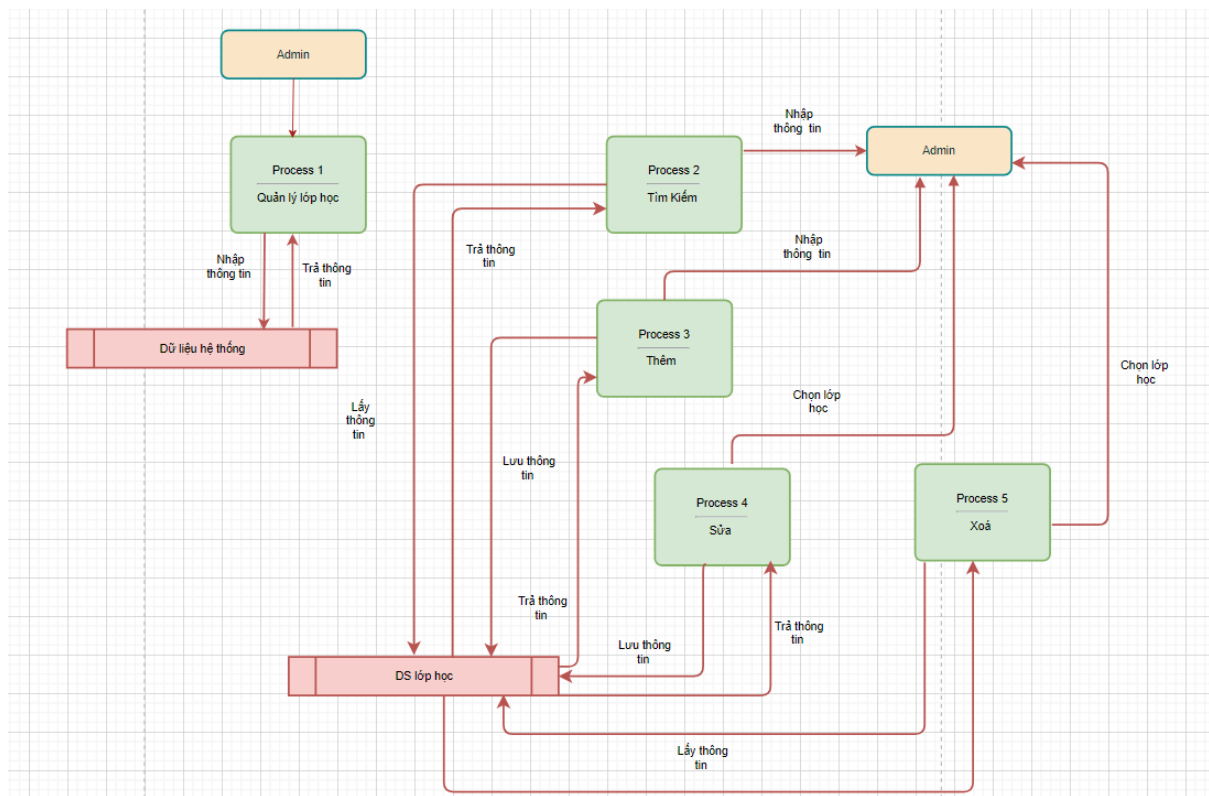 Admin
Process 1
Quản lý lớp học
Nhập
thông tin
Trả thông
tin
Dữ liệu hệ thống
Process 2
Tìm Kiếm
Nhập
thông tin
Admin
Trả thông
tin
Nhập
thông tin
Process 3
Thêm
Chọn lớp
học
Chọn lớp
học
Lấy
thông
tin
Lưu thông
tin
Process 4
Sửa
Process 5
Xoá
Trả thông
tin
Trả thông
tin
Lưu thông
tin
DS lớp học
Lấy thông
tin